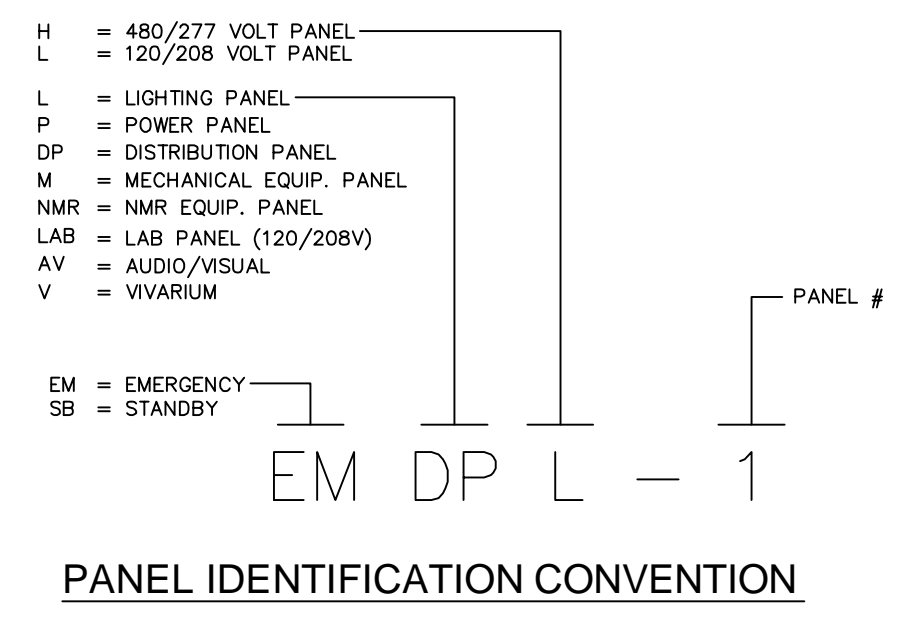 H = 480/277 VOLT PANEL
L = 120/208 VOLT PANEL
L = LIGHTING PANEL
P = POWER PANEL
DP = DISTRIBUTION PANEL
M = MECHANICAL EQUIP. PANEL
NMR = NMR EQUIP. PANEL
LAB = LAB PANEL (120/208V)
AV = AUDIO/VISUAL
V = VIVARIUM
PANEL #
EM = EMERGENCY
SB = STANDBY
EM DP L - 1
PANEL IDENTIFICATION CONVENTION